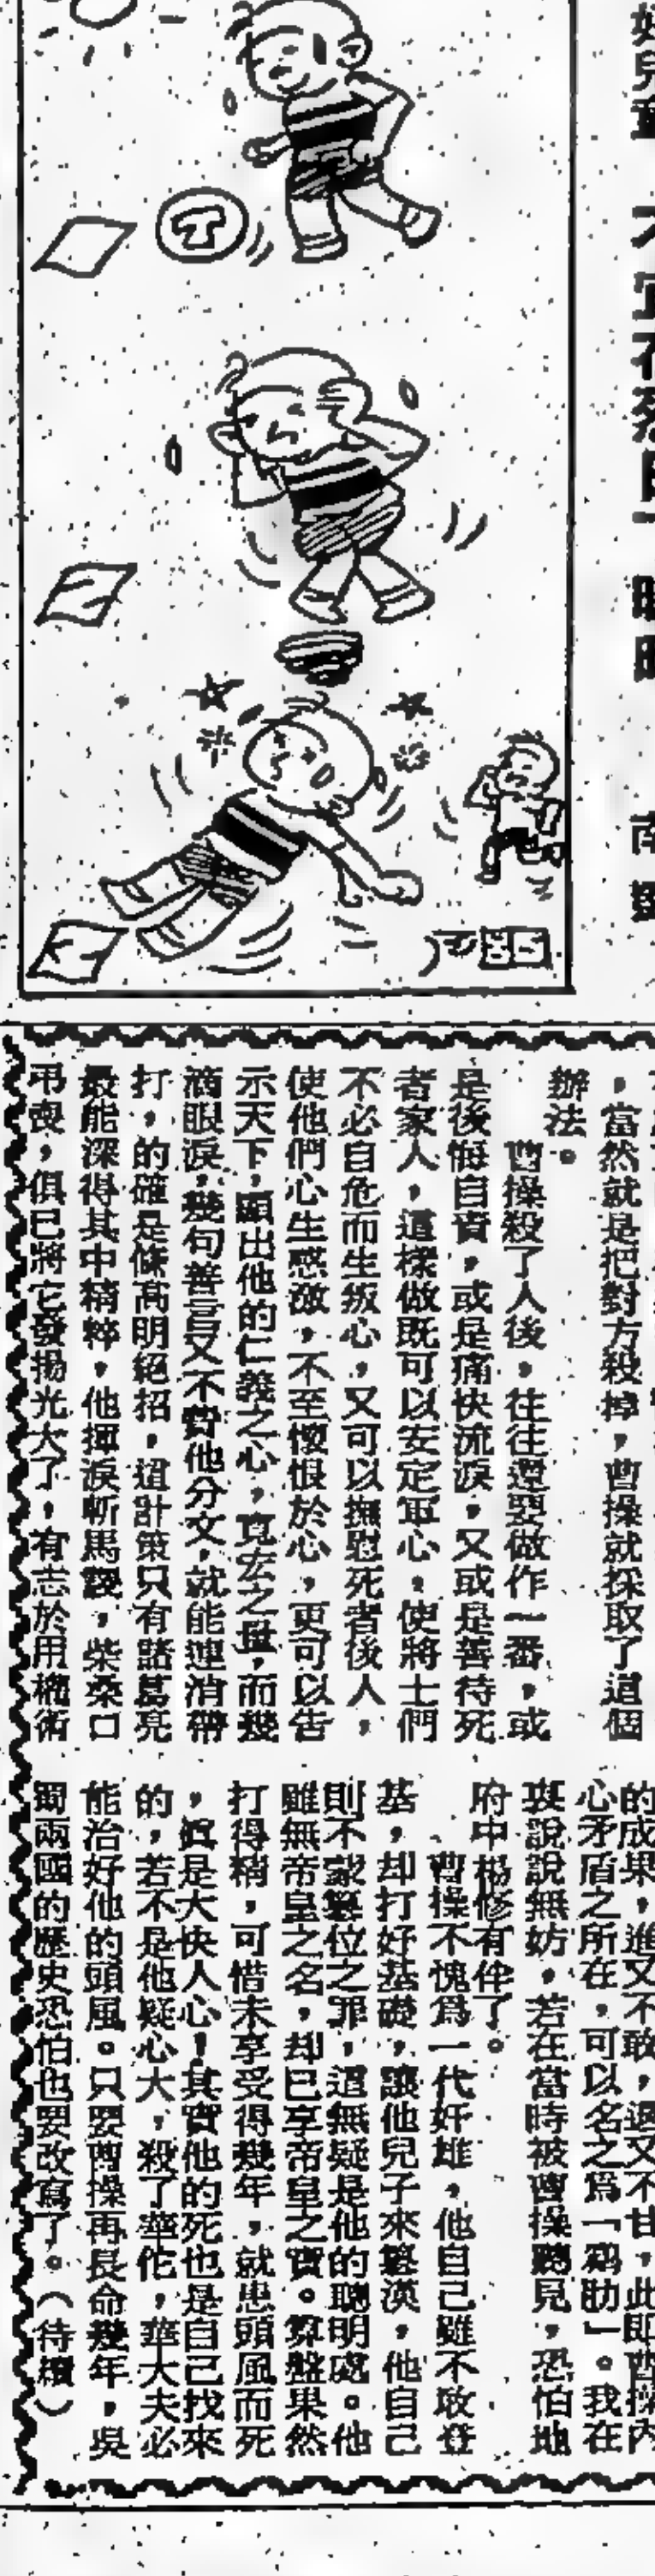 好兒童
南
，當然就是把對方殺掉，曹操就採取了這個
辦法。
曹操殺了人後，往往還要做作一番，或
是後悔自責，或是痛快流淚，又或是善待死
者家人，這樣做既可以安定軍心，使將士們
不必自危而生叛心，又可以撫慰死者後人，
使他們心生感激，不至懷恨於心，更可以告
示天下，顯出他的仁義之心，寬宏之量，而幾
滴眼淚，幾句善言又不費他分文，就能連消帶
打，的確是條高明絕招，這計策只有諸葛亮
最能深得其中精粹，他揮淚斬馬謖，柴桑口
弔喪，俱已將它發揚光大了，有志於用權術
的成果，進又不敢，退又不甘，此即曹操內
心矛盾之所在，可以名之爲「鷄肋」。我在
說說無妨，若在當時被曹操聽見，恐怕地
府中楊修有伴了。
曹操不愧爲一代奸雄，他自己雖不敢登
基，却打好基礎，讓他兒子來篡漢，他自己
則不蒙篡位之罪，這無疑是他的聰明處。他
雖無帝皇之名，却已享帝皇之實。算盤果然
打得精，可惜未享受得幾年，就患頭風而死
，眞是大快人心！其實他的死也是自己找來
的，若不是他疑心大，殺了華佗，華大夫必
能治好他的頭風。只要曹操再長命幾年，吳
蜀兩國的歷史恐怕也要改寫了。（待續）